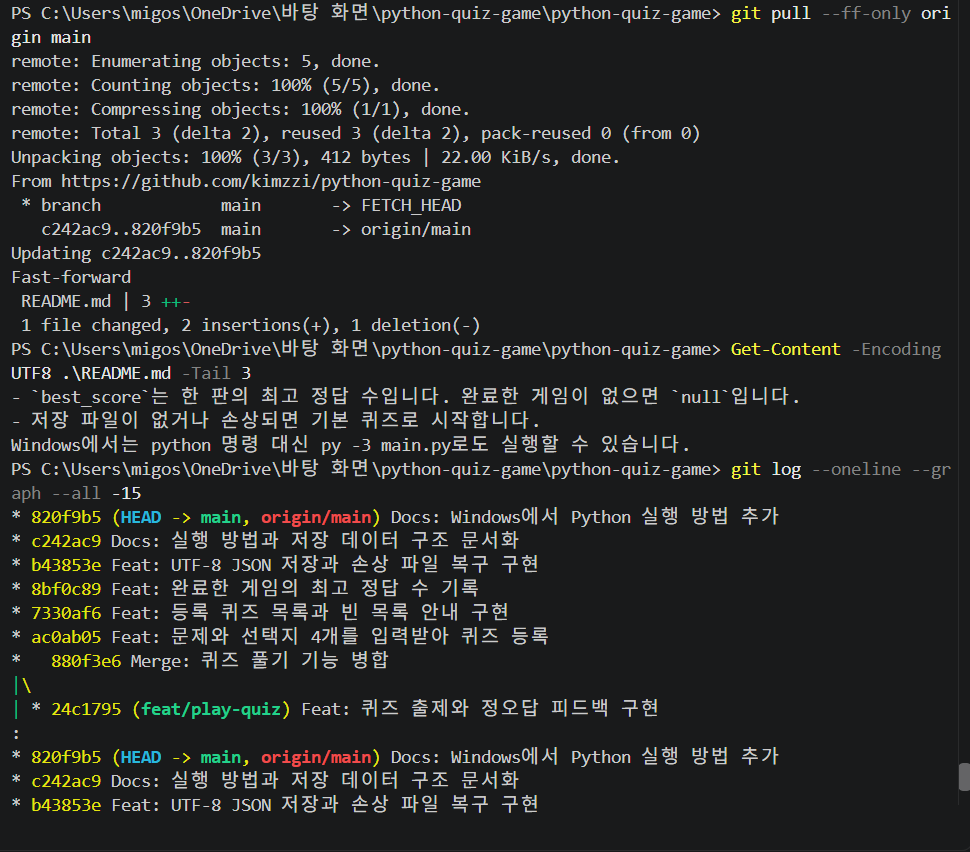 PS C:\Users\migos\OneDrive\바탕 화면\python-quiz-game\python-quiz-game> git pull --ff-only ori
gin main
remote: Enumerating objects: 5, done.
remote: Counting objects: 100% (5/5), done.
remote: Compressing objects: 100% (1/1), done.
remote: Total 3 (delta 2), reused 3 (delta 2), pack-reused 0 (from 0)
Unpacking objects: 100% (3/3), 412 bytes | 22.00 KiB/s, done.
From https://github.com/kimzzi/python-quiz-game
 * branch            main       -> FETCH_HEAD
   c242ac9..820f9b5  main       -> origin/main
Updating c242ac9..820f9b5
Fast-forward
 README.md | 3 ++-
 1 file changed, 2 insertions(+), 1 deletion(-)
PS C:\Users\migos\OneDrive\바탕 화면\python-quiz-game\python-quiz-game> Get-Content -Encoding
UTF8 .\README.md -Tail 3
- `best_score`는 한 판의 최고 정답 수입니다. 완료한 게임이 없으면 `null`입니다.
- 저장 파일이 없거나 손상되면 기본 퀴즈로 시작합니다.
Windows에서는 python 명령 대신 py -3 main.py로도 실행할 수 있습니다.
PS C:\Users\migos\OneDrive\바탕 화면\python-quiz-game\python-quiz-game> git log --oneline --gr
aph --all -15
* 820f9b5 (HEAD -> main, origin/main) Docs: Windows에서 Python 실행 방법 추가
* c242ac9 Docs: 실행 방법과 저장 데이터 구조 문서화
* b43853e Feat: UTF-8 JSON 저장과 손상 파일 복구 구현
* 8bf0c89 Feat: 완료한 게임의 최고 정답 수 기록
* 7330af6 Feat: 등록 퀴즈 목록과 빈 목록 안내 구현
* ac0ab05 Feat: 문제와 선택지 4개를 입력받아 퀴즈 등록
*   880f3e6 Merge: 퀴즈 풀기 기능 병합
|\
| * 24c1795 (feat/play-quiz) Feat: 퀴즈 출제와 정오답 피드백 구현
:
* 820f9b5 (HEAD -> main, origin/main) Docs: Windows에서 Python 실행 방법 추가
* c242ac9 Docs: 실행 방법과 저장 데이터 구조 문서화
* b43853e Feat: UTF-8 JSON 저장과 손상 파일 복구 구현